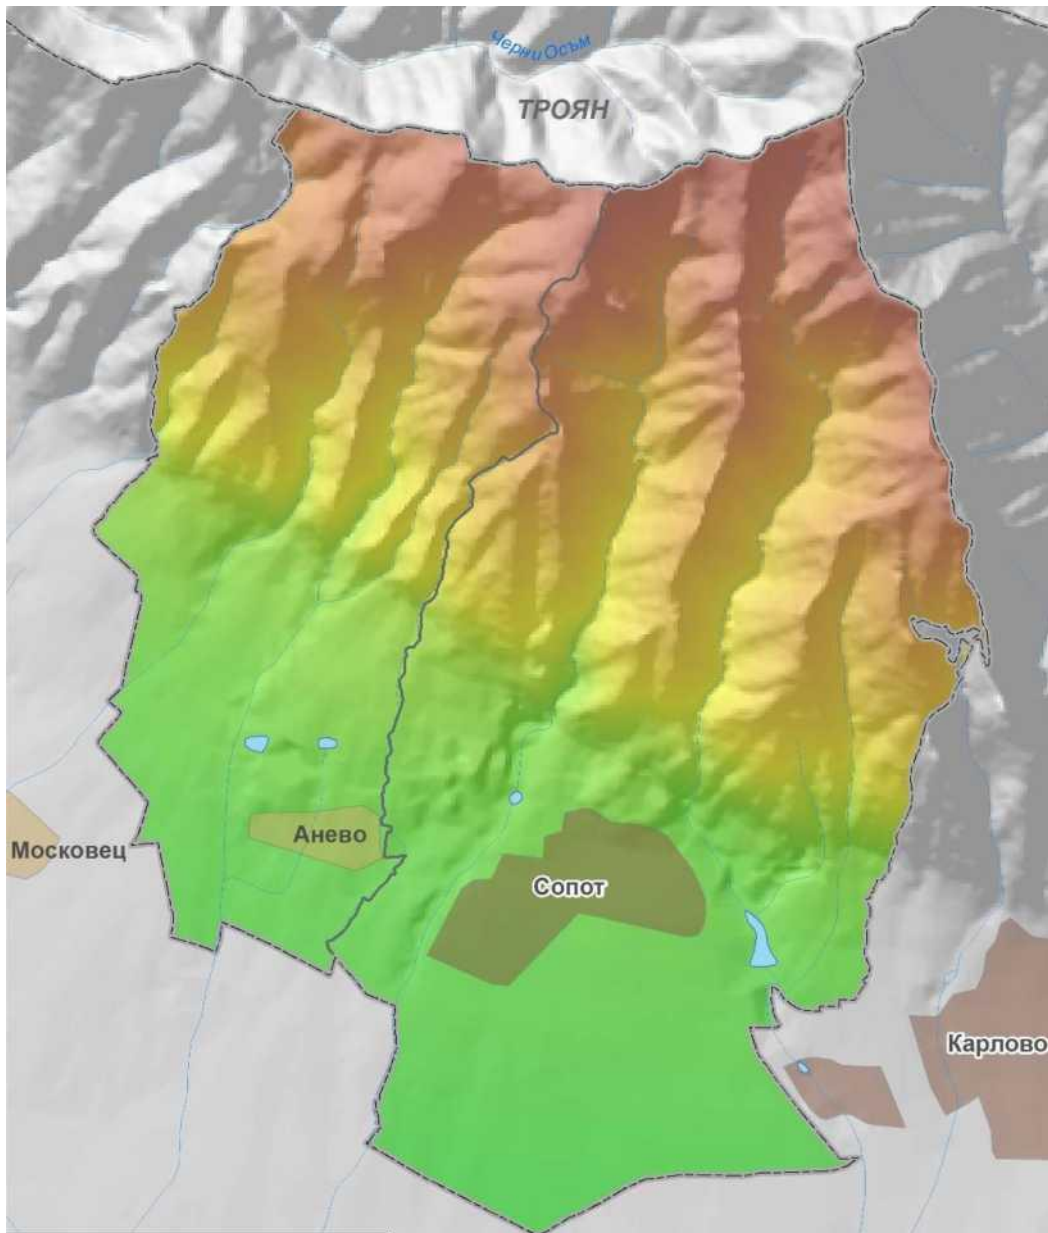 Черни Осъм
ТРОЯН
Анево
Московец
Сопот
Карлово